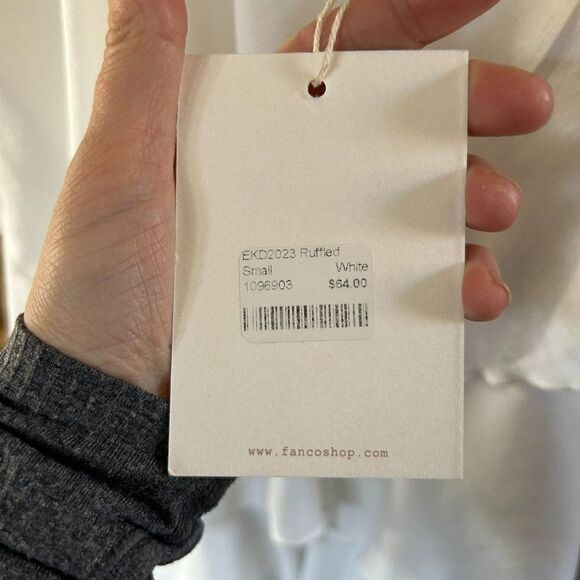 EKD2023 Ruffled
Small White
1096903 $64.00
www.fancoshop.com